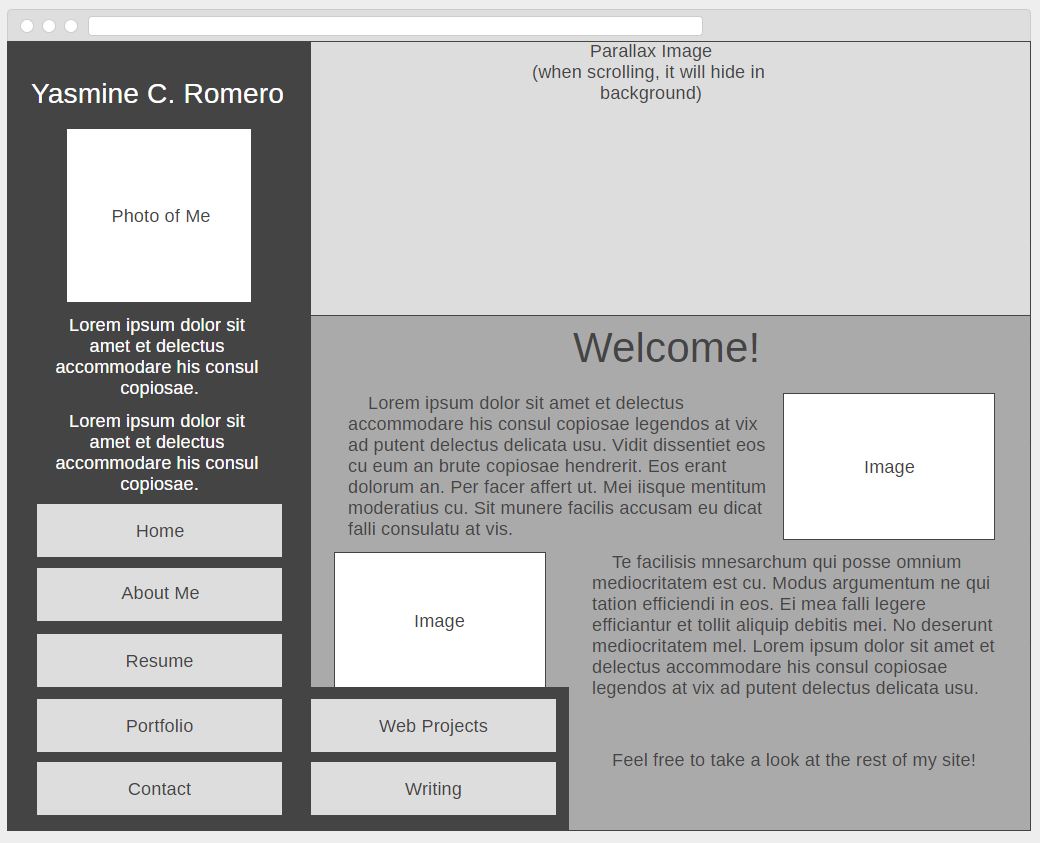 Yasmine C. Romero
Photo of Me
Lorem ipsum dolor sit
amet et delectus
accommodare his consul
copiosae.
Lorem ipsum dolor sit
amet et delectus
accommodare his consul
copiosae.
Home
About Me
Resume
Portfolio
Contact
Web Projects
Writing
Parallax Image
(when scrolling, it will hide in
background)
Welcome!
Lorem ipsum dolor sit amet et delectus
accommodare his consul copiosae legendos at vix
ad putent delectus delicata usu. Vidit dissentiet eos
cu eum an brute copiosae hendrerit. Eos erant
dolorum an. Per facer affert ut. Mei iisque mentitum
moderatius cu. Sit munere facilis accusam eu dicat
falli consulatu at vis.
Image
Image
Te facilisis mnesarchum qui posse omnium
mediocritatem est cu. Modus argumentum ne qui
tation efficiendi in eos. Ei mea falli legere
efficiantur et tollit aliquip debitis mei. No deserunt
mediocritatem mel. Lorem ipsum dolor sit amet et
delectus accommodare his consul copiosae
legendos at vix ad putent delectus delicata usu.
Feel free to take a look at the rest of my site!